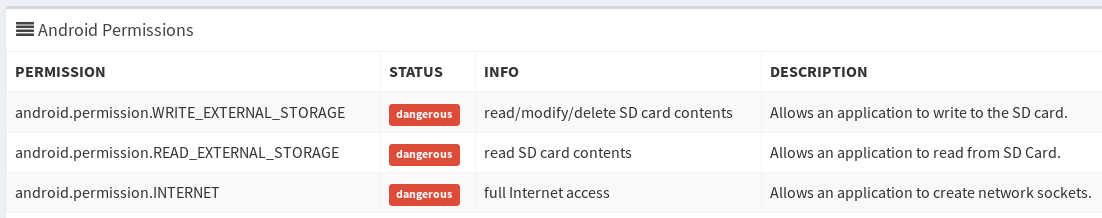 Android Permissions
PERMISSION STATUS INFO DESCRIPTION
android.permission.WRITE_EXTERNAL_STORAGE dangerous read/modify/delete SD card contents Allows an application to write to the SD card.
android.permission.READ_EXTERNAL_STORAGE dangerous read SD card contents Allows an application to read from SD Card.
android.permission.INTERNET dangerous full Internet access Allows an application to create network sockets.